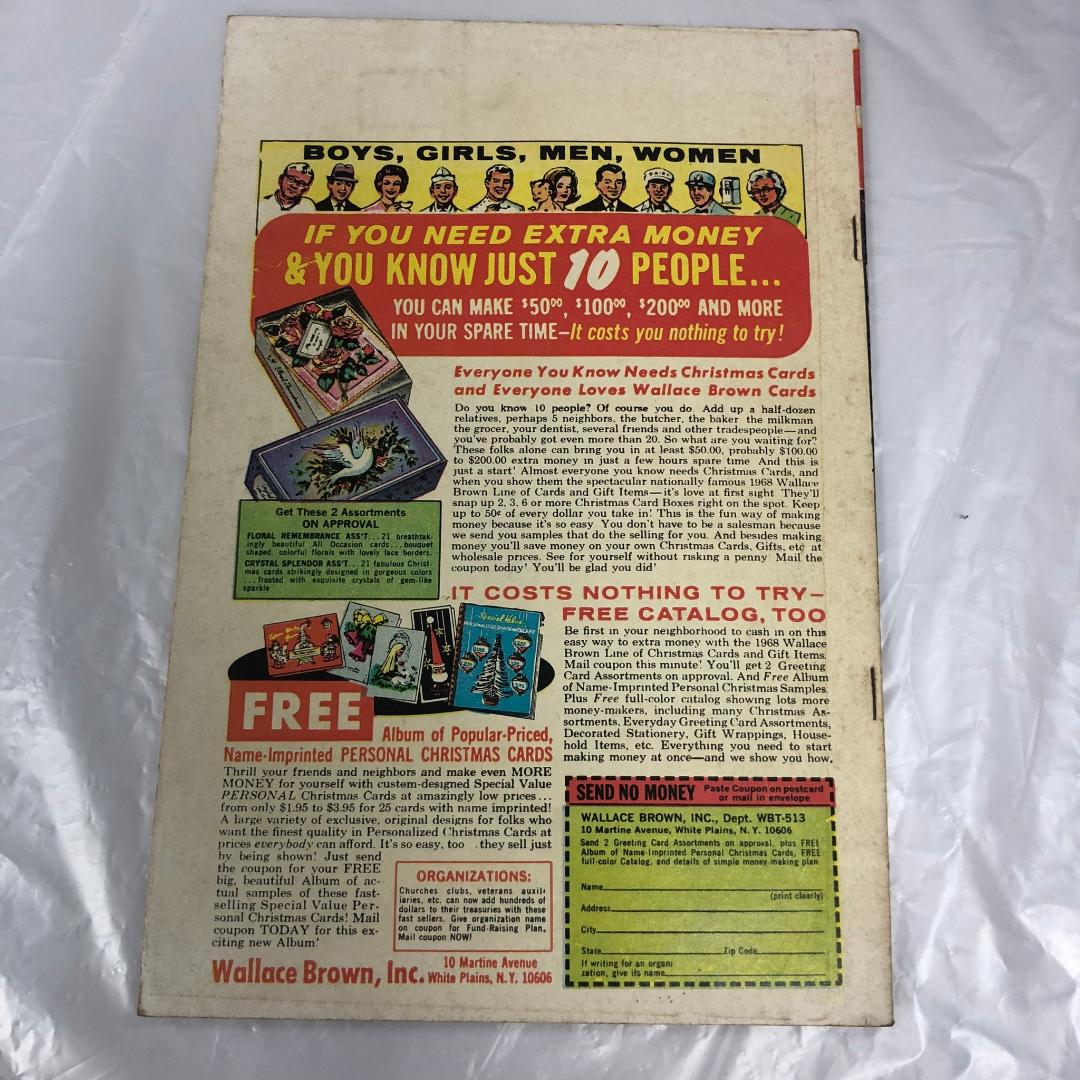 BOYS, GIRLS, MEN, WOMEN
DAIRY
IF YOU NEED EXTRA MONEY
& YOU KNOW JUST 10 PEOPLE...
YOU CAN MAKE $50⁰⁰, $100⁰⁰, $200⁰⁰ AND MORE
IN YOUR SPARE TIME—It costs you nothing to try!
Everyone You Know Needs Christmas Cards
and Everyone Loves Wallace Brown Cards
Do you know 10 people? Of course you do. Add up a half-dozen
relatives, perhaps 5 neighbors, the butcher, the baker the milkman
the grocer, your dentist, several friends and other tradespeople—and
you've probably got even more than 20. So what are you waiting for?
These folks alone can bring you in at least $50.00, probably $100.00
to $200.00 extra money in just a few hours spare time And this is
just a start! Almost everyone you know needs Christmas Cards, and
when you show them the spectacular nationally famous 1968 Wallace
Brown Line of Cards and Gift Items—it's love at first sight They'll
snap up 2, 3, 6 or more Christmas Card Boxes right on the spot. Keep
up to 50¢ of every dollar you take in! This is the fun way of making
money because it's so easy You don't have to be a salesman because
we send you samples that do the selling for you. And besides making
money you'll save money on your own Christmas Cards, Gifts, etc at
wholesale prices. See for yourself without risking a penny Mail the
coupon today! You'll be glad you did!
Get These 2 Assortments
ON APPROVAL
FLORAL REMEMBRANCE ASS'T... 21 breathtak-
ingly beautiful All Occasion cards...bouquet
shaped colorful florals with lovely lace borders.
CRYSTAL SPLENDOR ASS'T... 21 fabulous Christ-
mas cards strikingly designed in gorgeous colors
...frosted with exquisite crystals of gem-like
sparkle
IT COSTS NOTHING TO TRY—
FREE CATALOG, TOO
Be first in your neighborhood to cash in on this
easy way to extra money with the 1968 Wallace
Brown Line of Christmas Cards and Gift Items.
Mail coupon this minute! You'll get 2 Greeting
Card Assortments on approval. And Free Album
of Name-Imprinted Personal Christmas Samples.
Plus Free full-color catalog showing lots more
money-makers, including many Christmas As-
sortments, Everyday Greeting Card Assortments,
Decorated Stationery, Gift Wrappings, House-
hold Items, etc. Everything you need to start
making money at once—and we show you how.
Special Value
PERSONALIZED CHRISTMAS CARDS
FREE
Album of Popular-Priced,
Name-Imprinted PERSONAL CHRISTMAS CARDS
Thrill your friends and neighbors and make even MORE
MONEY for yourself with custom-designed Special Value
PERSONAL Christmas Cards at amazingly low prices...
from only $1.95 to $3.95 for 25 cards with name imprinted!
A large variety of exclusive, original designs for folks who
want the finest quality in Personalized Christmas Cards at
prices everybody can afford. It's so easy, too . they sell just
by being shown! Just send
the coupon for your FREE
big, beautiful Album of ac-
tual samples of these fast-
selling Special Value Per-
sonal Christmas Cards! Mail
coupon TODAY for this ex-
citing new Album!
ORGANIZATIONS:
Churches clubs, veterans auxili-
iaries, etc. can now add hundreds of
dollars to their treasuries with these
fast sellers. Give organization name
on coupon for Fund-Raising Plan.
Mail coupon NOW!
Wallace Brown, Inc. 10 Martine Avenue
White Plains, N.Y. 10606
SEND NO MONEY Paste Coupon on postcard
or mail in envelope
WALLACE BROWN, INC., Dept. WBT-513
10 Martine Avenue, White Plains, N. Y. 10606
Send 2 Greeting Card Assortments on approval, plus FREE
Album of Name-Imprinted Personal Christmas Cards, FREE
full-color Catalog, and details of simple money-making plan
Name
(print clearly)
Address
City
State Zip Code
If writing for an organi
zation, give its name